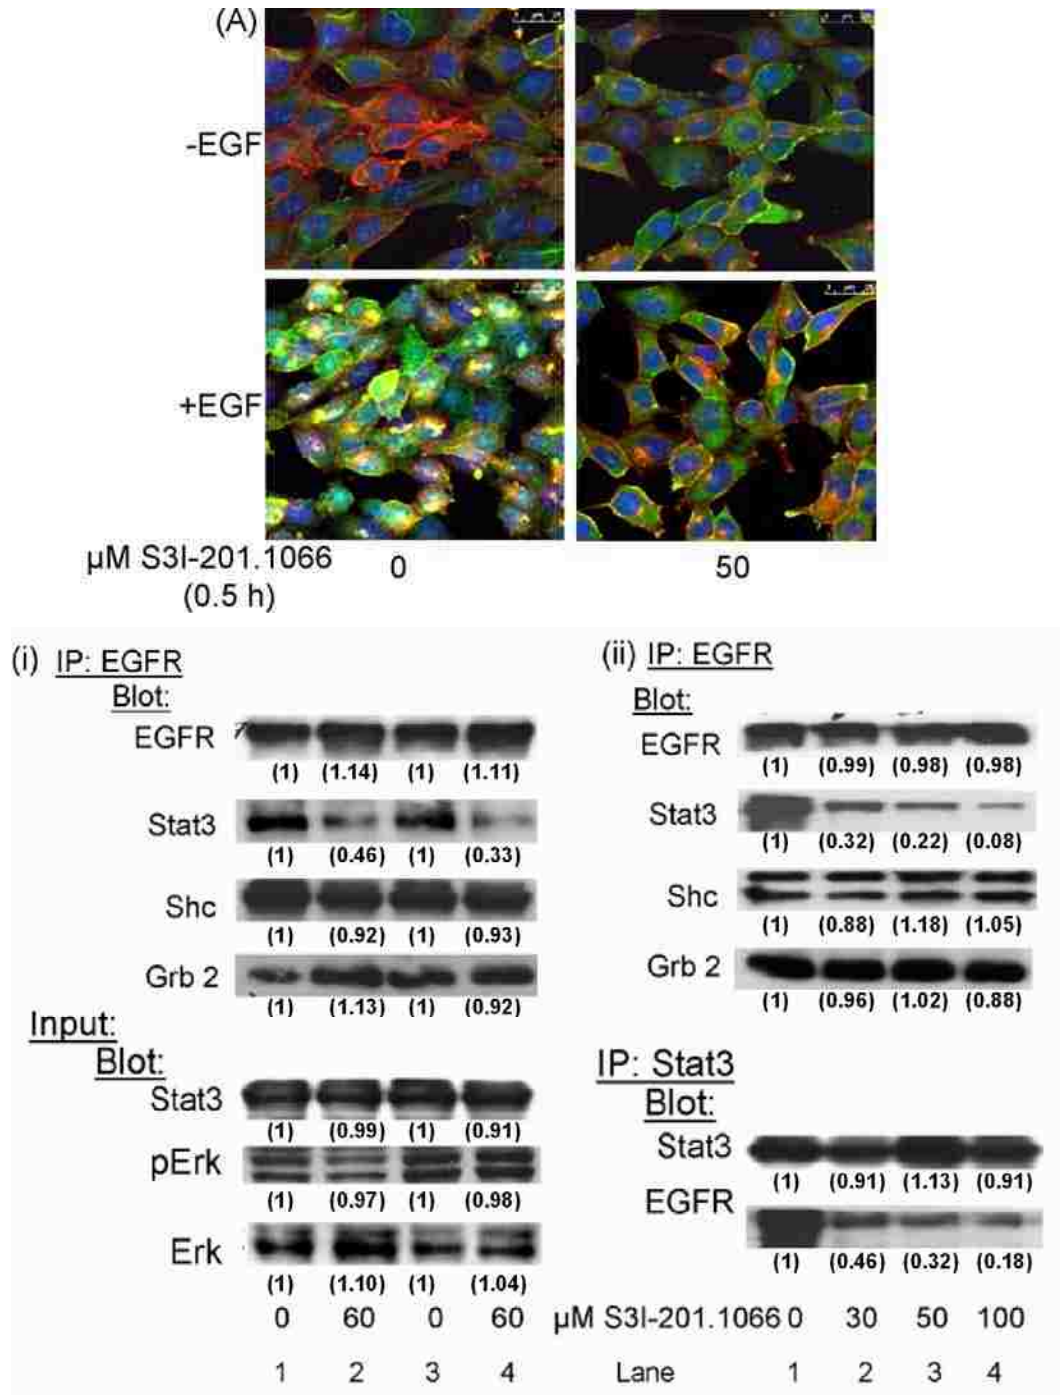 (A)
-EGF
+EGF
µM S3I-201.1066 0 50
(0.5 h)
(i) IP: EGFR
Blot:
EGFR
(1) (1.14) (1) (1.11)
Stat3
(1) (0.46) (1) (0.33)
Shc
(1) (0.92) (1) (0.93)
Grb 2
(1) (1.13) (1) (0.92)
Input:
Blot:
Stat3
(1) (0.99) (1) (0.91)
pErk
(1) (0.97) (1) (0.98)
Erk
(1) (1.10) (1) (1.04)
0 60 0 60
1 2 3 4
(ii) IP: EGFR
Blot:
EGFR
(1) (0.99) (0.98) (0.98)
Stat3
(1) (0.32) (0.22) (0.08)
Shc
(1) (0.88) (1.18) (1.05)
Grb 2
(1) (0.96) (1.02) (0.88)
IP: Stat3
Blot:
Stat3
(1) (0.91) (1.13) (0.91)
EGFR
(1) (0.46) (0.32) (0.18)
µM S3I-201.1066 0 30 50 100
Lane 1 2 3 4